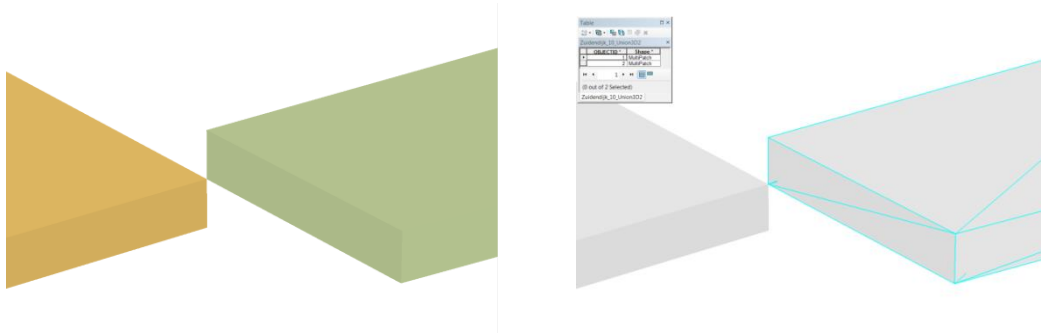 Table
Zuidendijk_10_Union3D2
OBJECTID * Shape *
1 MultiPatch
2 MultiPatch
1
(0 out of 2 Selected)
Zuidendijk_10_Union3D2